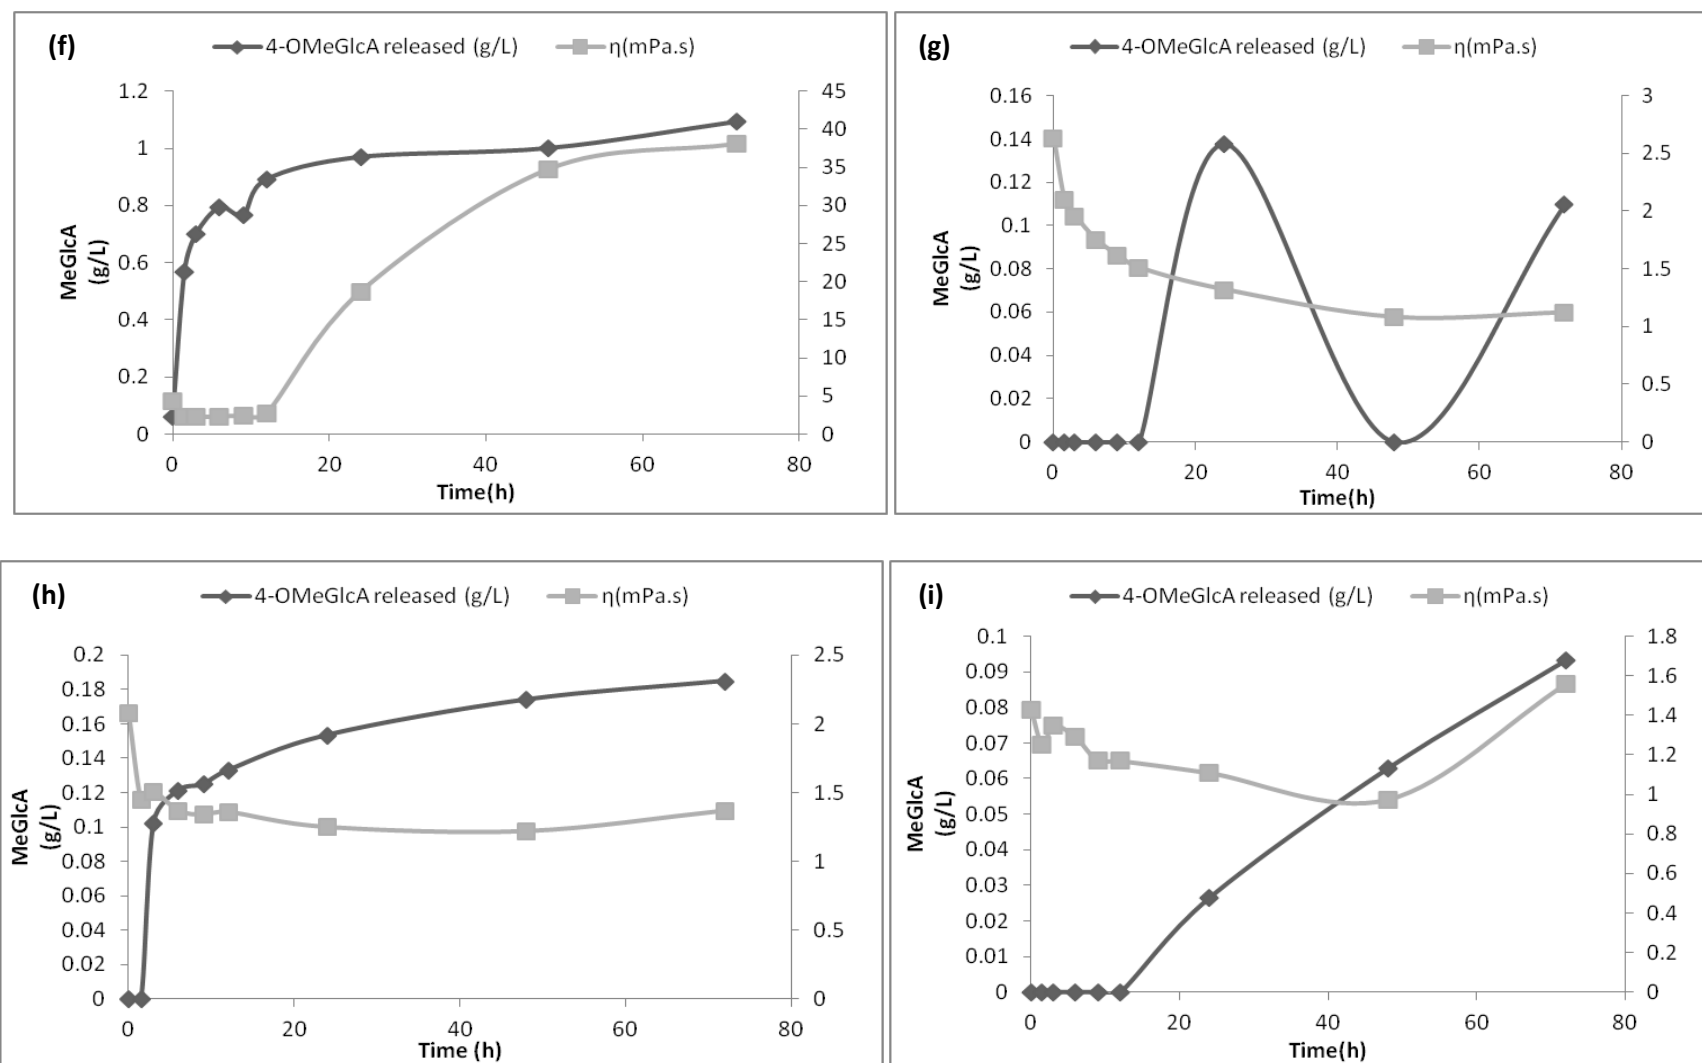 (f)
4-OMeGlcA released (g/L) η(mPa.s)
MeGlcA
(g/L)
1.2
1
0.8
0.6
0.4
0.2
0
45
40
35
30
25
20
15
10
5
0
0 20 40 60 80
Time(h)
(g)
4-OMeGlcA released (g/L) η(mPa.s)
MeGlcA
(g/L)
0.16
0.14
0.12
0.1
0.08
0.06
0.04
0.02
0
3
2.5
2
1.5
1
0.5
0
0 20 40 60 80
Time(h)
(h)
4-OMeGlcA released (g/L) η(mPa.s)
MeGlcA
(g/L)
0.2
0.18
0.16
0.14
0.12
0.1
0.08
0.06
0.04
0.02
0
2.5
2
1.5
1
0.5
0
0 20 40 60 80
Time (h)
(i)
4-OMeGlcA released (g/L) η(mPa.s)
MeGlcA
(g/L)
0.1
0.09
0.08
0.07
0.06
0.05
0.04
0.03
0.02
0.01
0
1.8
1.6
1.4
1.2
1
0.8
0.6
0.4
0.2
0
0 20 40 60 80
Time(h)